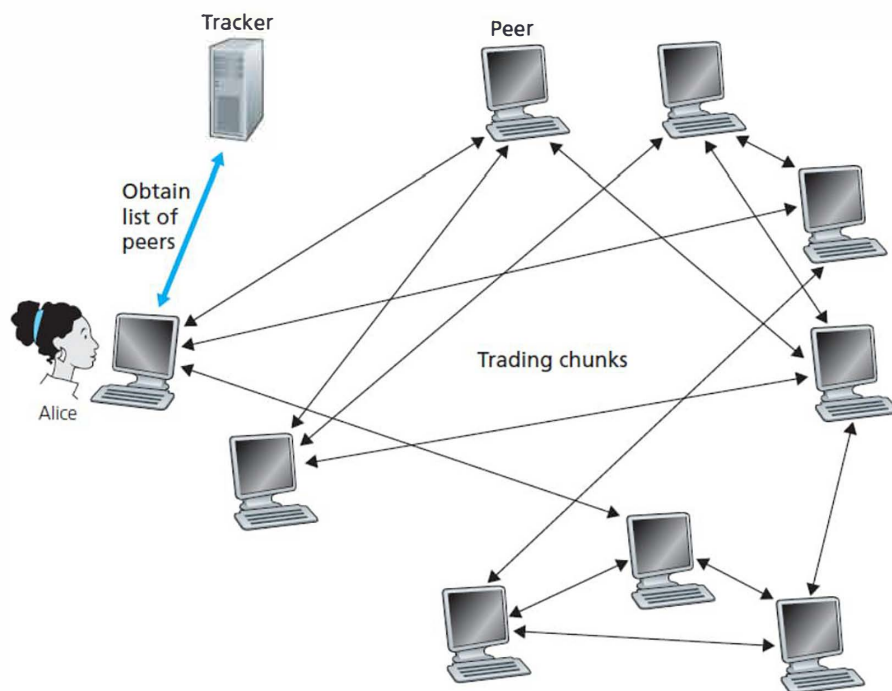 Tracker
Peer
Obtain
list of
peers
Trading chunks
Alice